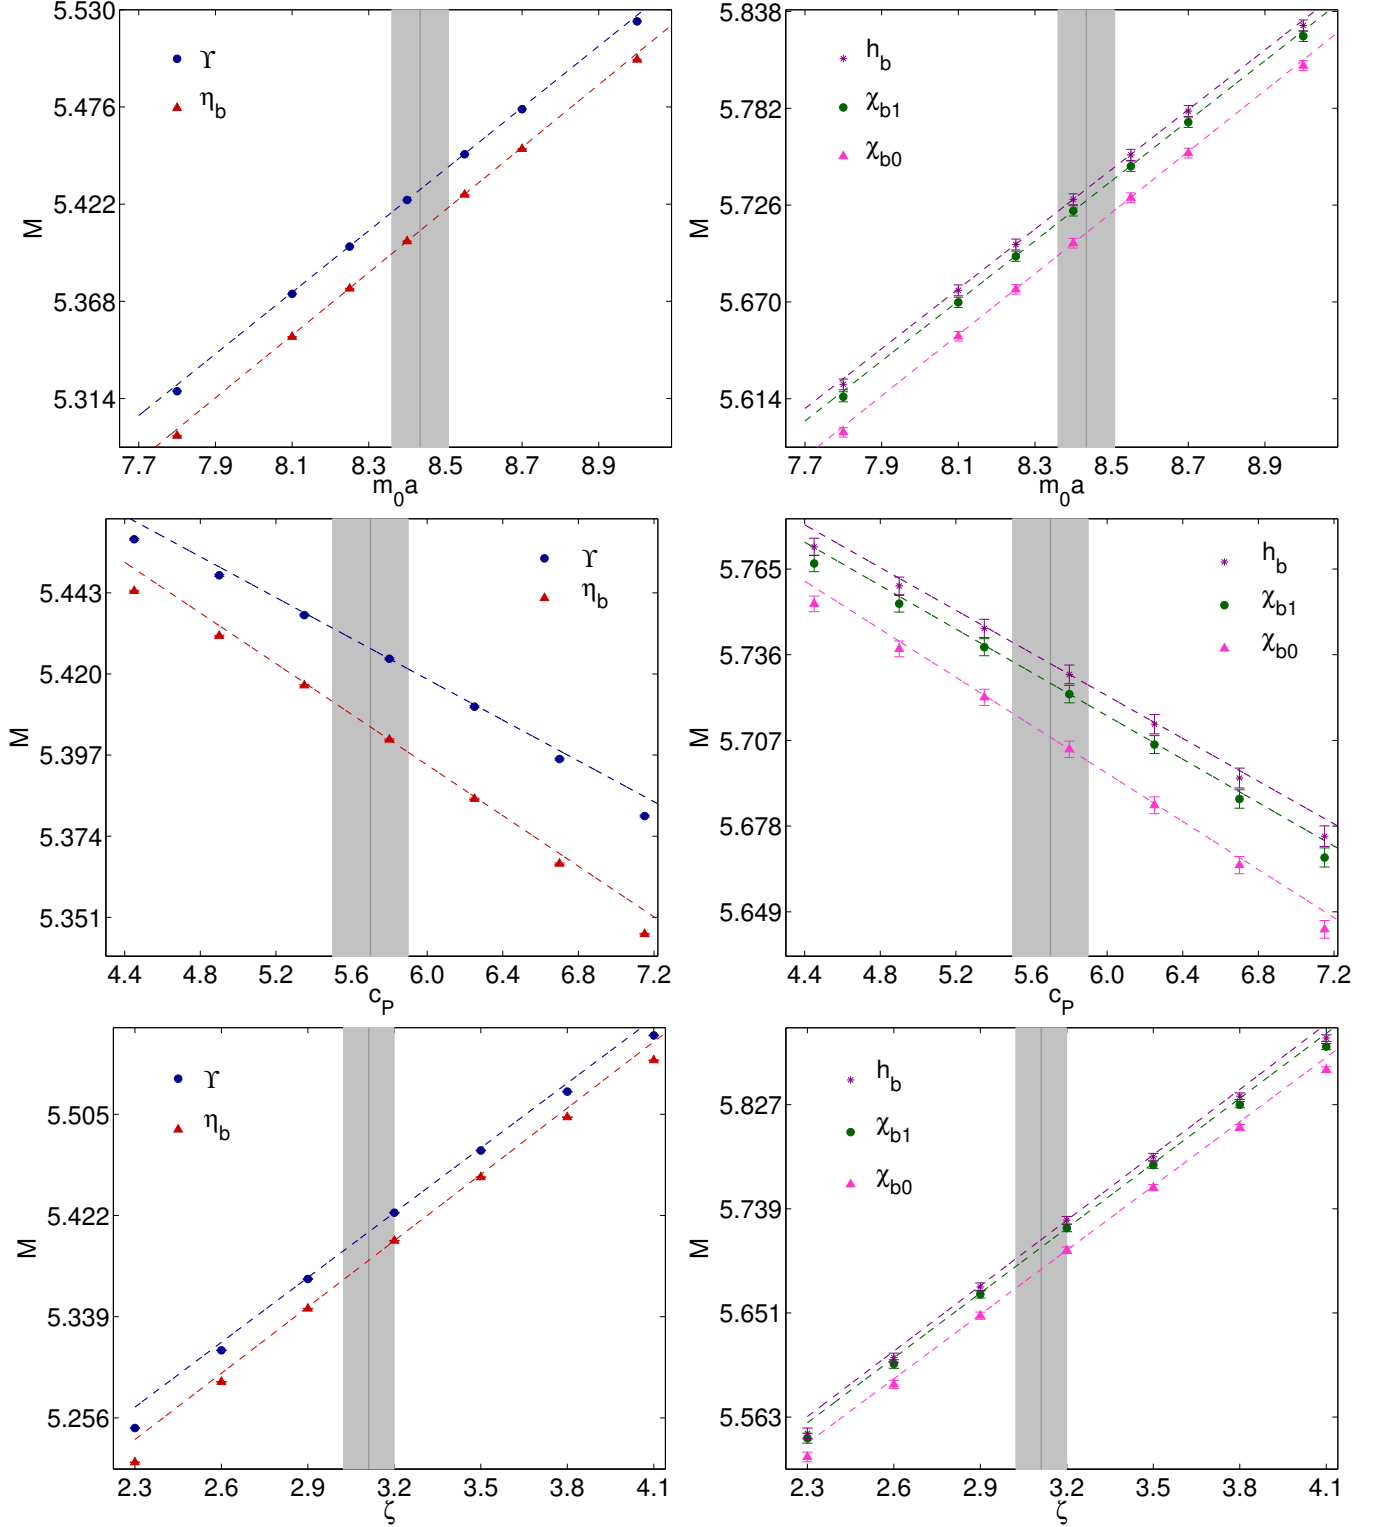 5.530
5.476
5.422
5.368
5.314
M
ϒ
η_b
7.7 7.9 8.1 8.3 8.5 8.7 8.9
m_0a
5.838
5.782
5.726
5.670
5.614
M
h_b
χ_b1
χ_b0
7.7 7.9 8.1 8.3 8.5 8.7 8.9
m_0a
5.443
5.420
5.397
5.374
5.351
M
ϒ
η_b
4.4 4.8 5.2 5.6 6.0 6.4 6.8 7.2
c_P
5.765
5.736
5.707
5.678
5.649
M
h_b
χ_b1
χ_b0
4.4 4.8 5.2 5.6 6.0 6.4 6.8 7.2
c_P
5.505
5.422
5.339
5.256
M
ϒ
η_b
2.3 2.6 2.9 3.2 3.5 3.8 4.1
ζ
5.827
5.739
5.651
5.563
M
h_b
χ_b1
χ_b0
2.3 2.6 2.9 3.2 3.5 3.8 4.1
ζ